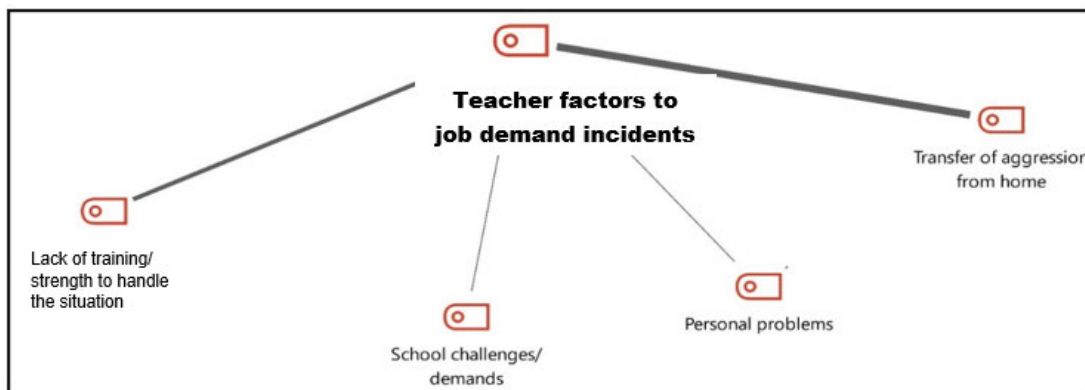 Teacher factors to
job demand incidents
Transfer of aggression
from home
Lack of training/
strength to handle
the situation
Personal problems
School challenges/
demands